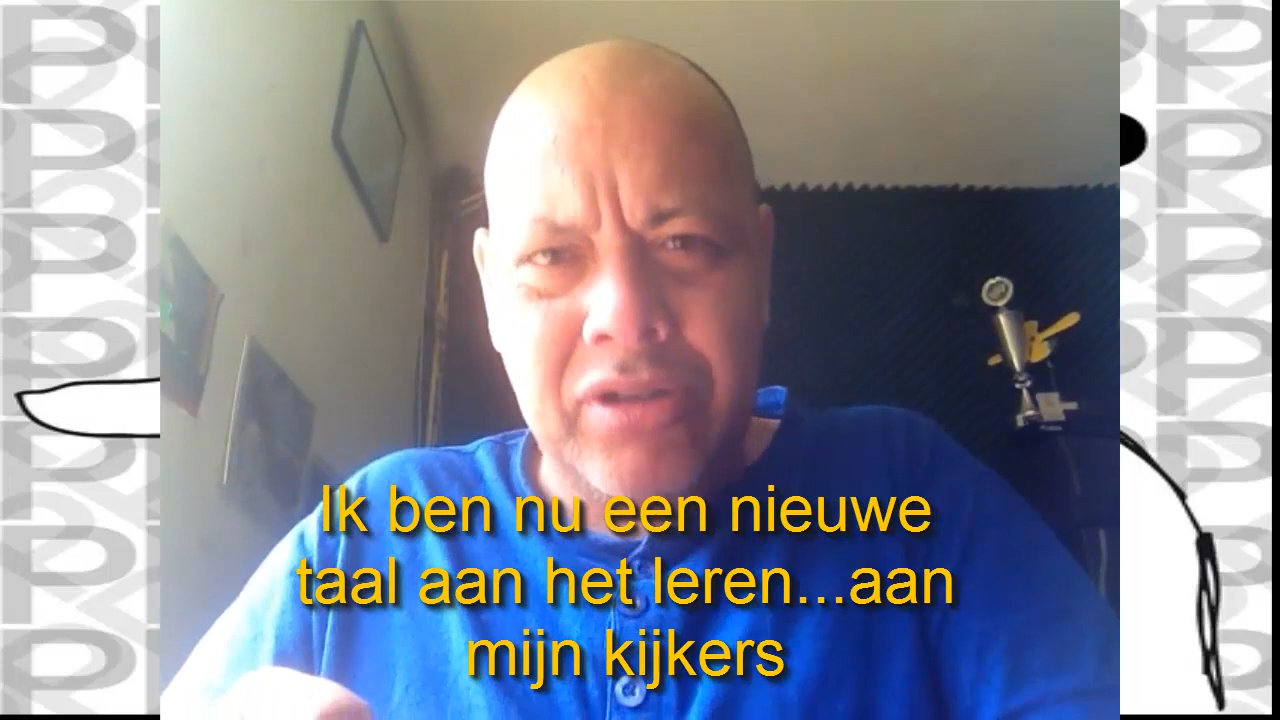 Ik ben nu een nieuwe
taal aan het leren...aan
mijn kijkers